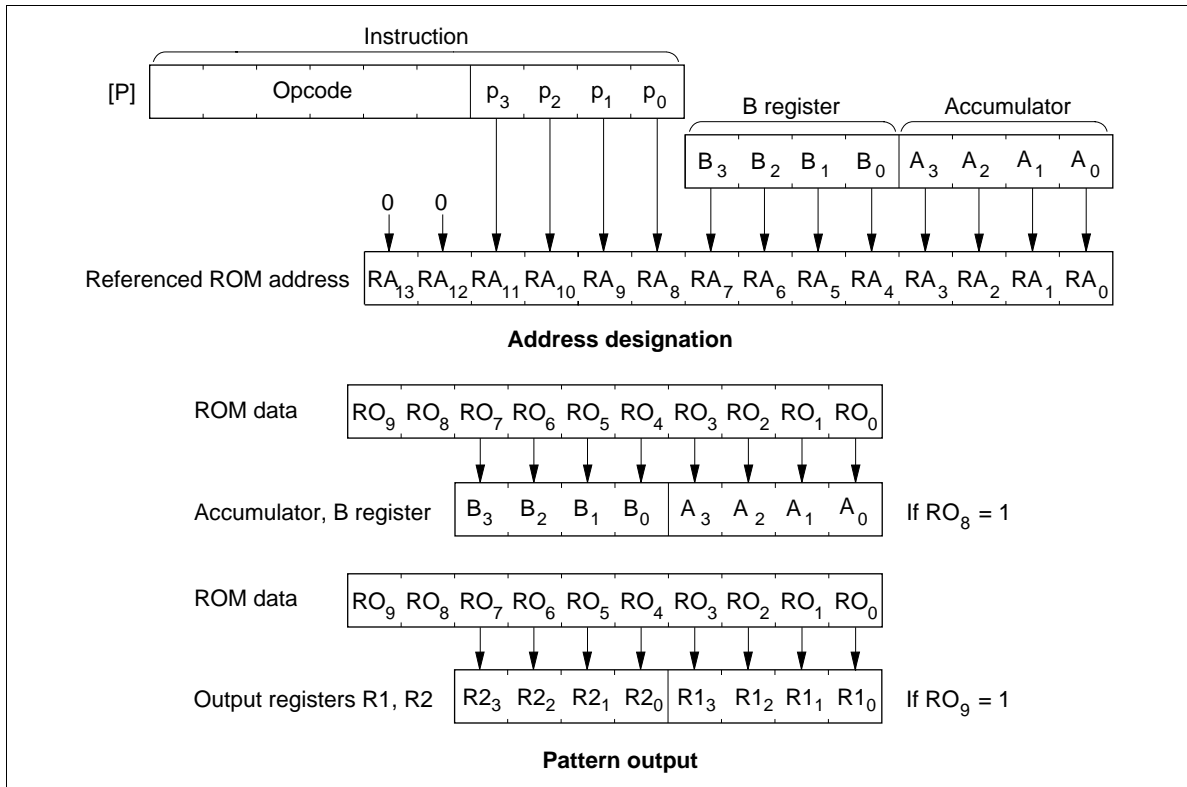 Instruction
[P] Opcode p3 p2 p1 p0
B register Accumulator
B3 B2 B1 B0 A3 A2 A1 A0
0 0
Referenced ROM address RA13 RA12 RA11 RA10 RA9 RA8 RA7 RA6 RA5 RA4 RA3 RA2 RA1 RA0
Address designation
ROM data RO9 RO8 RO7 RO6 RO5 RO4 RO3 RO2 RO1 RO0
Accumulator, B register B3 B2 B1 B0 A3 A2 A1 A0 If RO8 = 1
ROM data RO9 RO8 RO7 RO6 RO5 RO4 RO3 RO2 RO1 RO0
Output registers R1, R2 R23 R22 R21 R20 R13 R12 R11 R10 If RO9 = 1
Pattern output